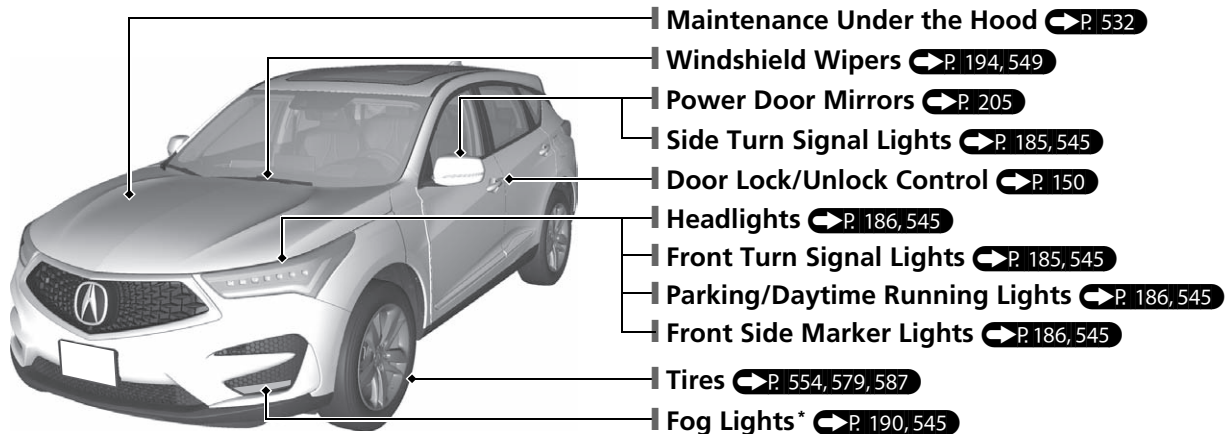 Maintenance Under the Hood P. 532
Windshield Wipers P. 194, 549
Power Door Mirrors P. 205
Side Turn Signal Lights P. 185, 545
Door Lock/Unlock Control P. 150
Headlights P. 186, 545
Front Turn Signal Lights P. 185, 545
Parking/Daytime Running Lights P. 186, 545
Front Side Marker Lights P. 186, 545
Tires P. 554, 579, 587
Fog Lights* P. 190, 545